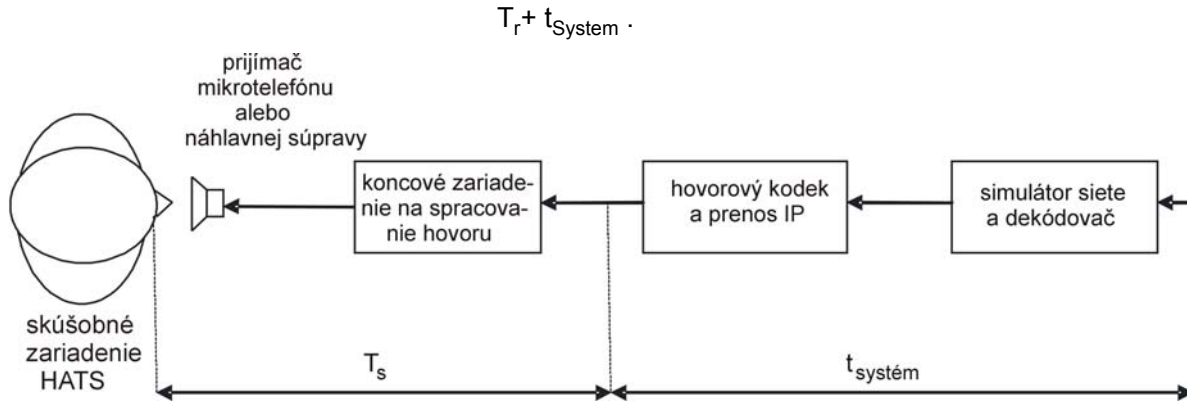 Tr+ tSystem .
prijímač
mikrotelefónu
alebo
náhlavnej súpravy
koncové zariade-
nie na spracova-
nie hovoru
hovorový kodek
a prenos IP
simulátor siete
a dekódovač
skúšobné
zariadenie
HATS
Ts
tsystém